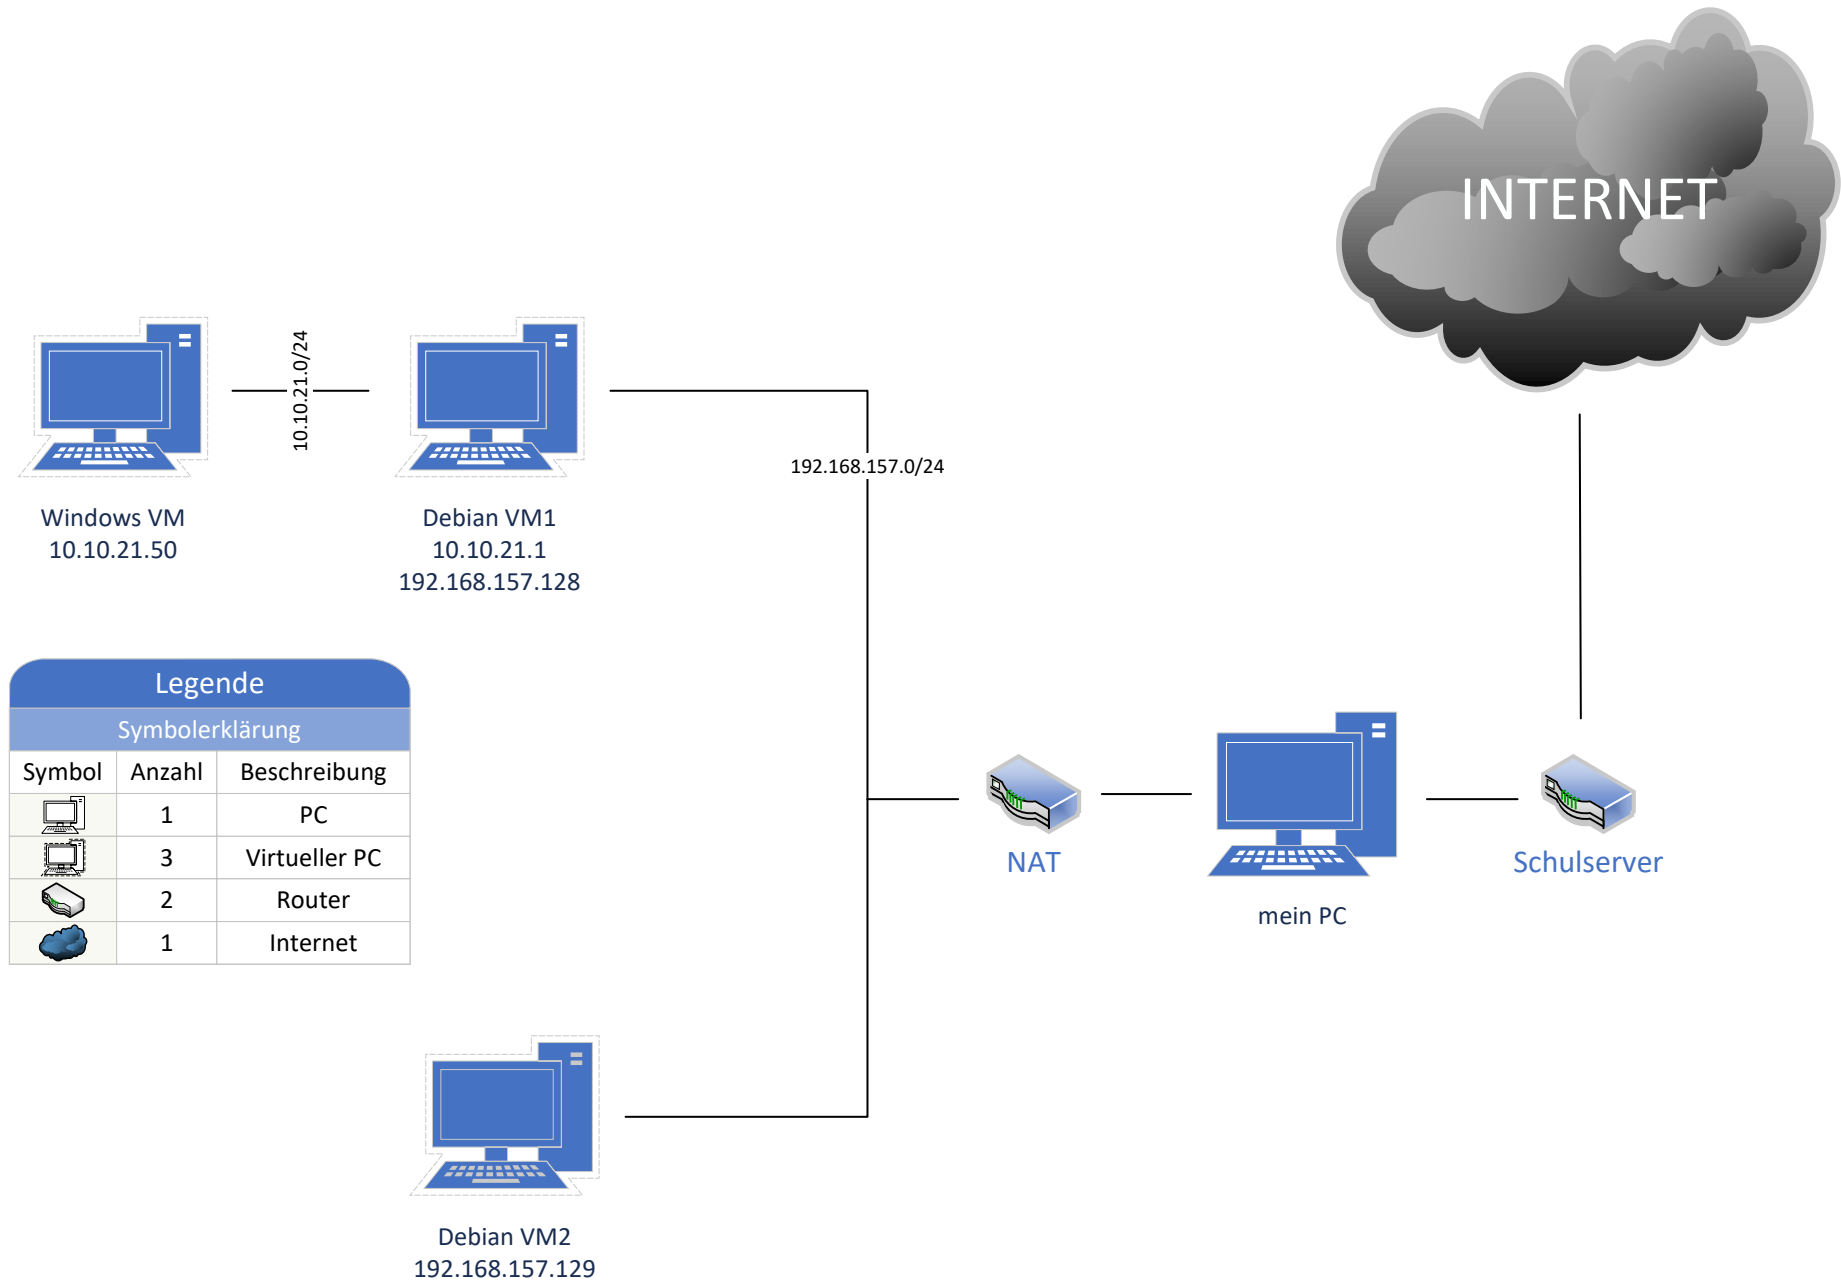 INTERNET
10.10.21.0/24
192.168.157.0/24
Windows VM
10.10.21.50
Debian VM1
10.10.21.1
192.168.157.128
Legende
Symbolerklärung
Symbol Anzahl Beschreibung
1 PC
3 Virtueller PC
2 Router
1 Internet
NAT
mein PC
Schulserver
Debian VM2
192.168.157.129